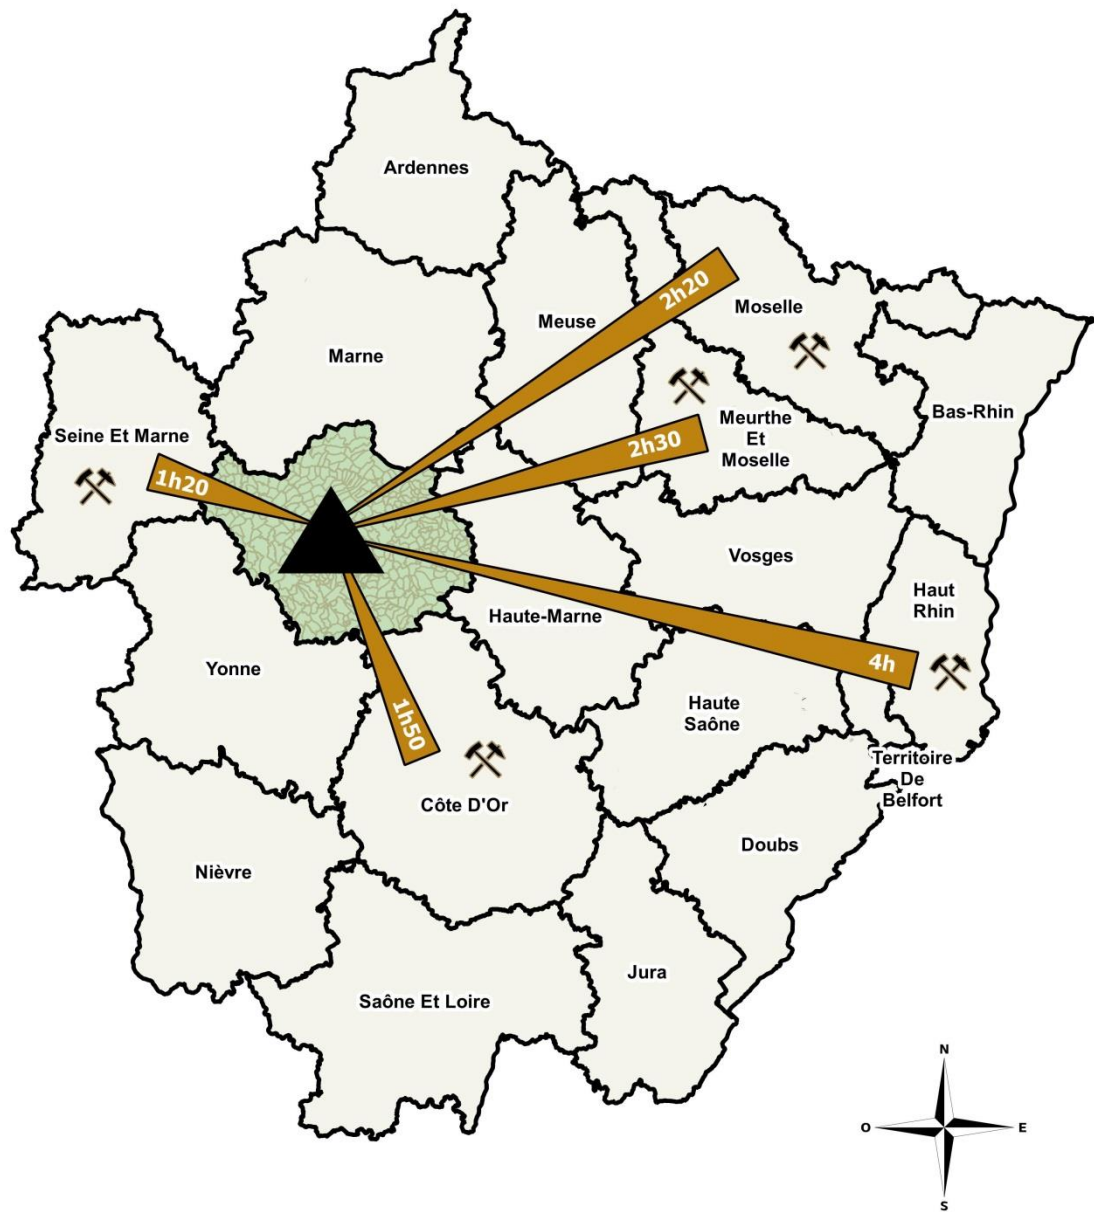 Ardennes
2h20
Moselle
Meuse
Marne
Bas-Rhin
Seine Et Marne
Meurthe
Et
Moselle
2h30
1h20
Vosges
Haut
Rhin
Haute-Marne
4h
Yonne
Haute
Saône
1h50
Territoire
De
Belfort
Côte D'Or
Doubs
Nièvre
Jura
Saône Et Loire
N
O
E
S